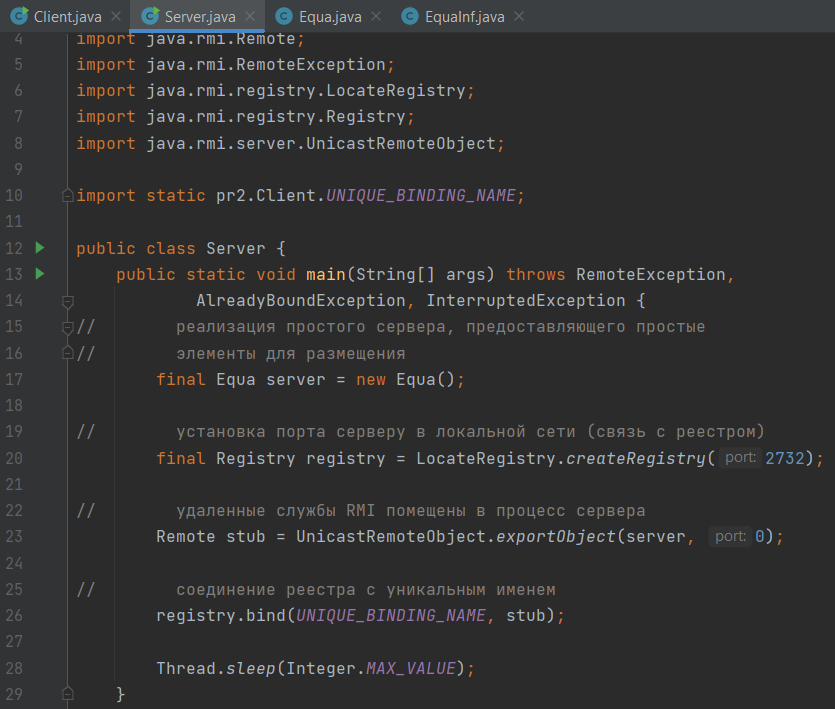 Client.java Server.java Equa.java EquaInf.java
4 import java.rmi.Remote;
5 import java.rmi.RemoteException;
6 import java.rmi.registry.LocateRegistry;
7 import java.rmi.registry.Registry;
8 import java.rmi.server.UnicastRemoteObject;
9
10 import static pr2.Client.UNIQUE_BINDING_NAME;
11
12 public class Server {
13 public static void main(String[] args) throws RemoteException,
14 AlreadyBoundException, InterruptedException {
15 // реализация простого сервера, предоставляющего простые
16 // элементы для размещения
17 final Equa server = new Equa();
18
19 // установка порта серверу в локальной сети (связь с реестром)
20 final Registry registry = LocateRegistry.createRegistry( port: 2732);
21
22 // удаленные службы RMI помещены в процесс сервера
23 Remote stub = UnicastRemoteObject.exportObject(server, port: 0);
24
25 // соединение реестра с уникальным именем
26 registry.bind(UNIQUE_BINDING_NAME, stub);
27
28 Thread.sleep(Integer.MAX_VALUE);
29 }